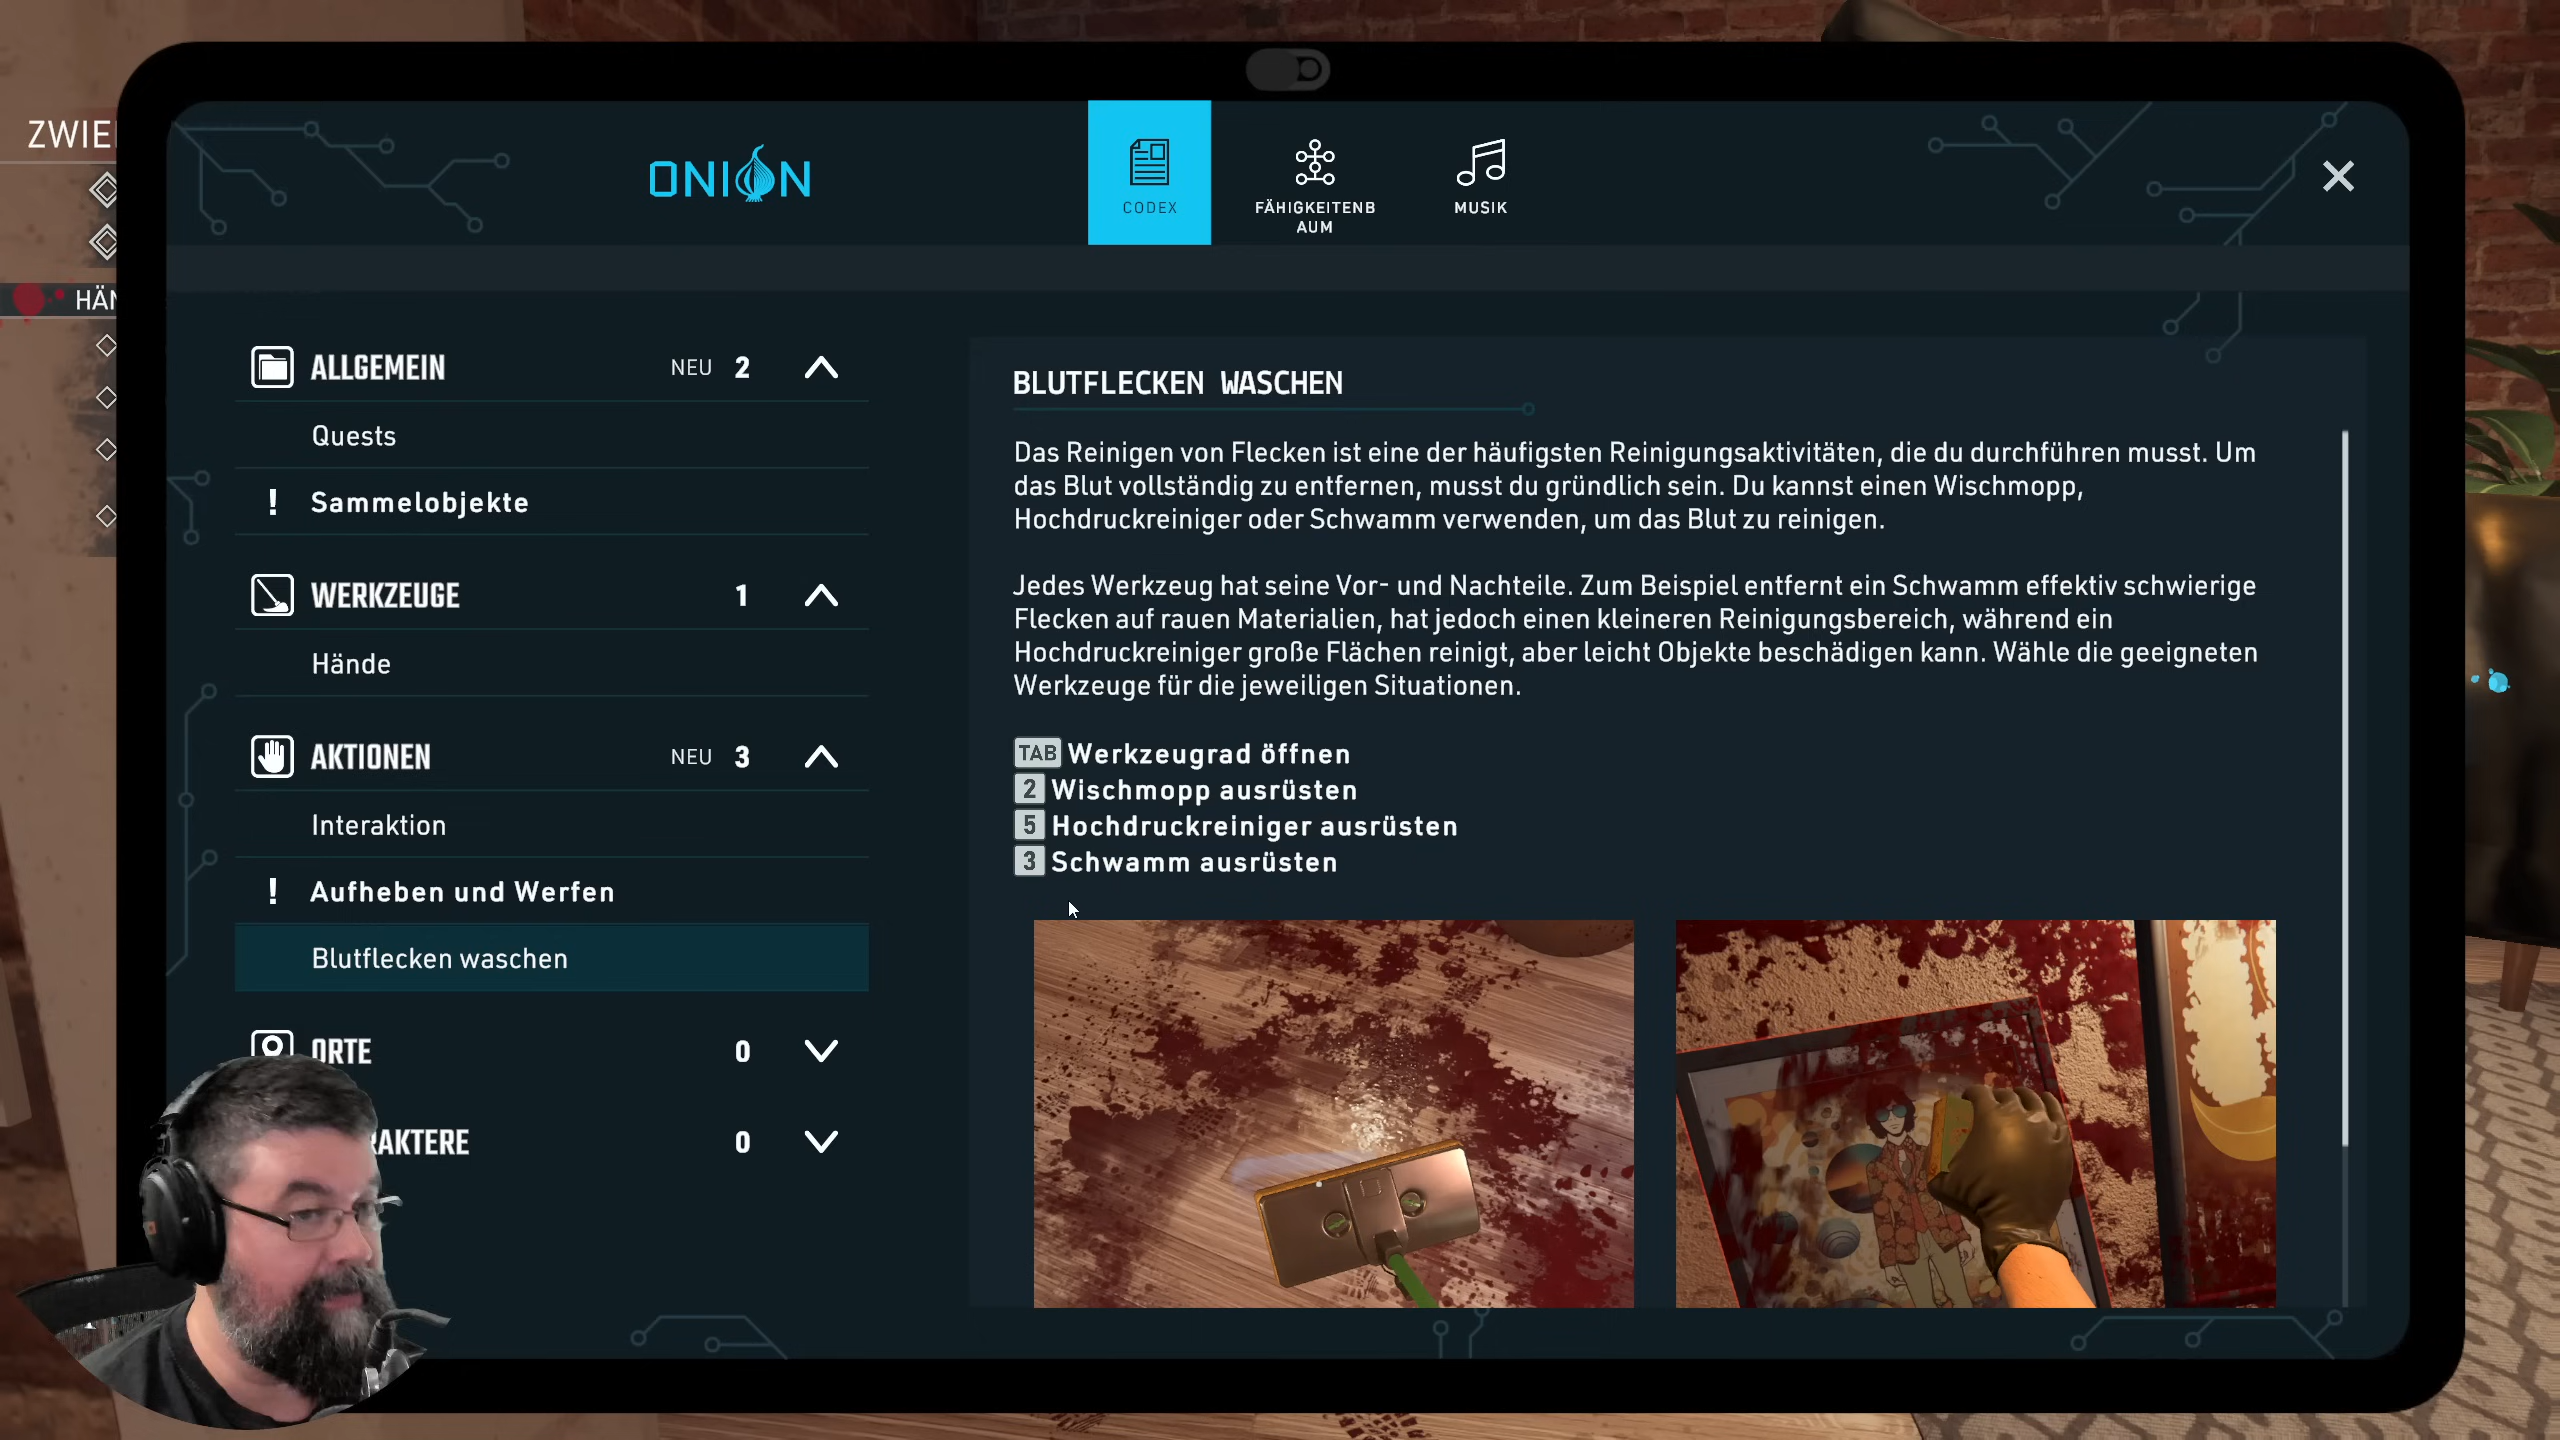 ZWIE
HÄN
ONION
CODEX
FÄHIGKEITENB
AUM
MUSIK
ALLGEMEIN NEU 2
Quests
! Sammelobjekte
WERKZEUGE 1
Hände
AKTIONEN NEU 3
Interaktion
! Aufheben und Werfen
Blutflecken waschen
ORTE 0
RAKTERE 0
BLUTFLECKEN WASCHEN
Das Reinigen von Flecken ist eine der häufigsten Reinigungsaktivitäten, die du durchführen musst. Um
das Blut vollständig zu entfernen, musst du gründlich sein. Du kannst einen Wischmopp,
Hochdruckreiniger oder Schwamm verwenden, um das Blut zu reinigen.
Jedes Werkzeug hat seine Vor- und Nachteile. Zum Beispiel entfernt ein Schwamm effektiv schwierige
Flecken auf rauen Materialien, hat jedoch einen kleineren Reinigungsbereich, während ein
Hochdruckreiniger große Flächen reinigt, aber leicht Objekte beschädigen kann. Wähle die geeigneten
Werkzeuge für die jeweiligen Situationen.
TAB Werkzeugrad öffnen
2 Wischmopp ausrüsten
5 Hochdruckreiniger ausrüsten
3 Schwamm ausrüsten